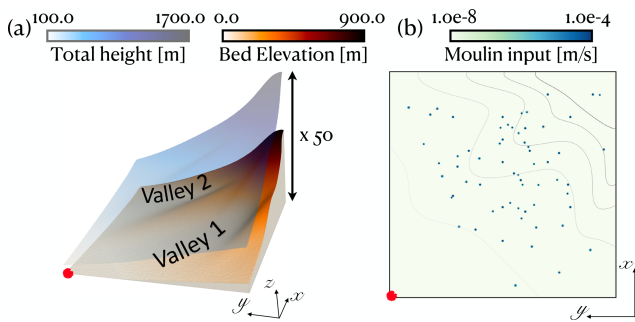 (a) 100.0 1700.0 0.0 900.0 (b) 1.0e-8 1.0e-4
Total height [m] Bed Elevation [m] Moulin input [m/s]
x 50
Valley 2
Valley 1
z
y x
x
y